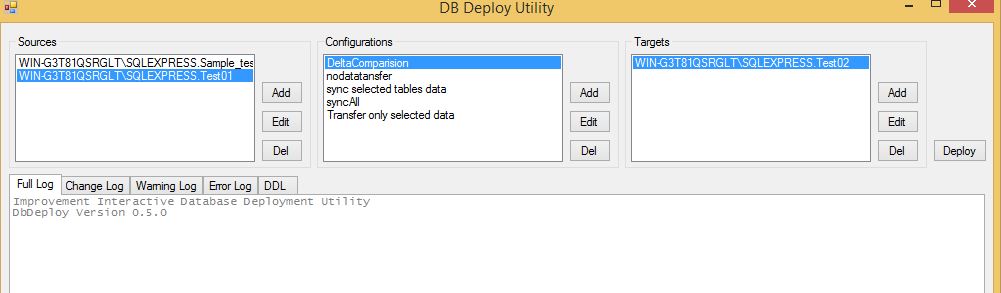 DB Deploy Utility
Sources
WIN-G3T81QSRGLT\SQLEXPRESS.Sample_tes
WIN-G3T81QSRGLT\SQLEXPRESS.Test01
Add
Edit
Del
Configurations
DeltaComparision
nodatatansfer
sync selected tables data
syncAll
Transfer only selected data
Add
Edit
Del
Targets
WIN-G3T81QSRGLT\SQLEXPRESS.Test02
Add
Edit
Del
Deploy
Full Log Change Log Warning Log Error Log DDL
Improvement Interactive Database Deployment Utility
DbDeploy Version 0.5.0